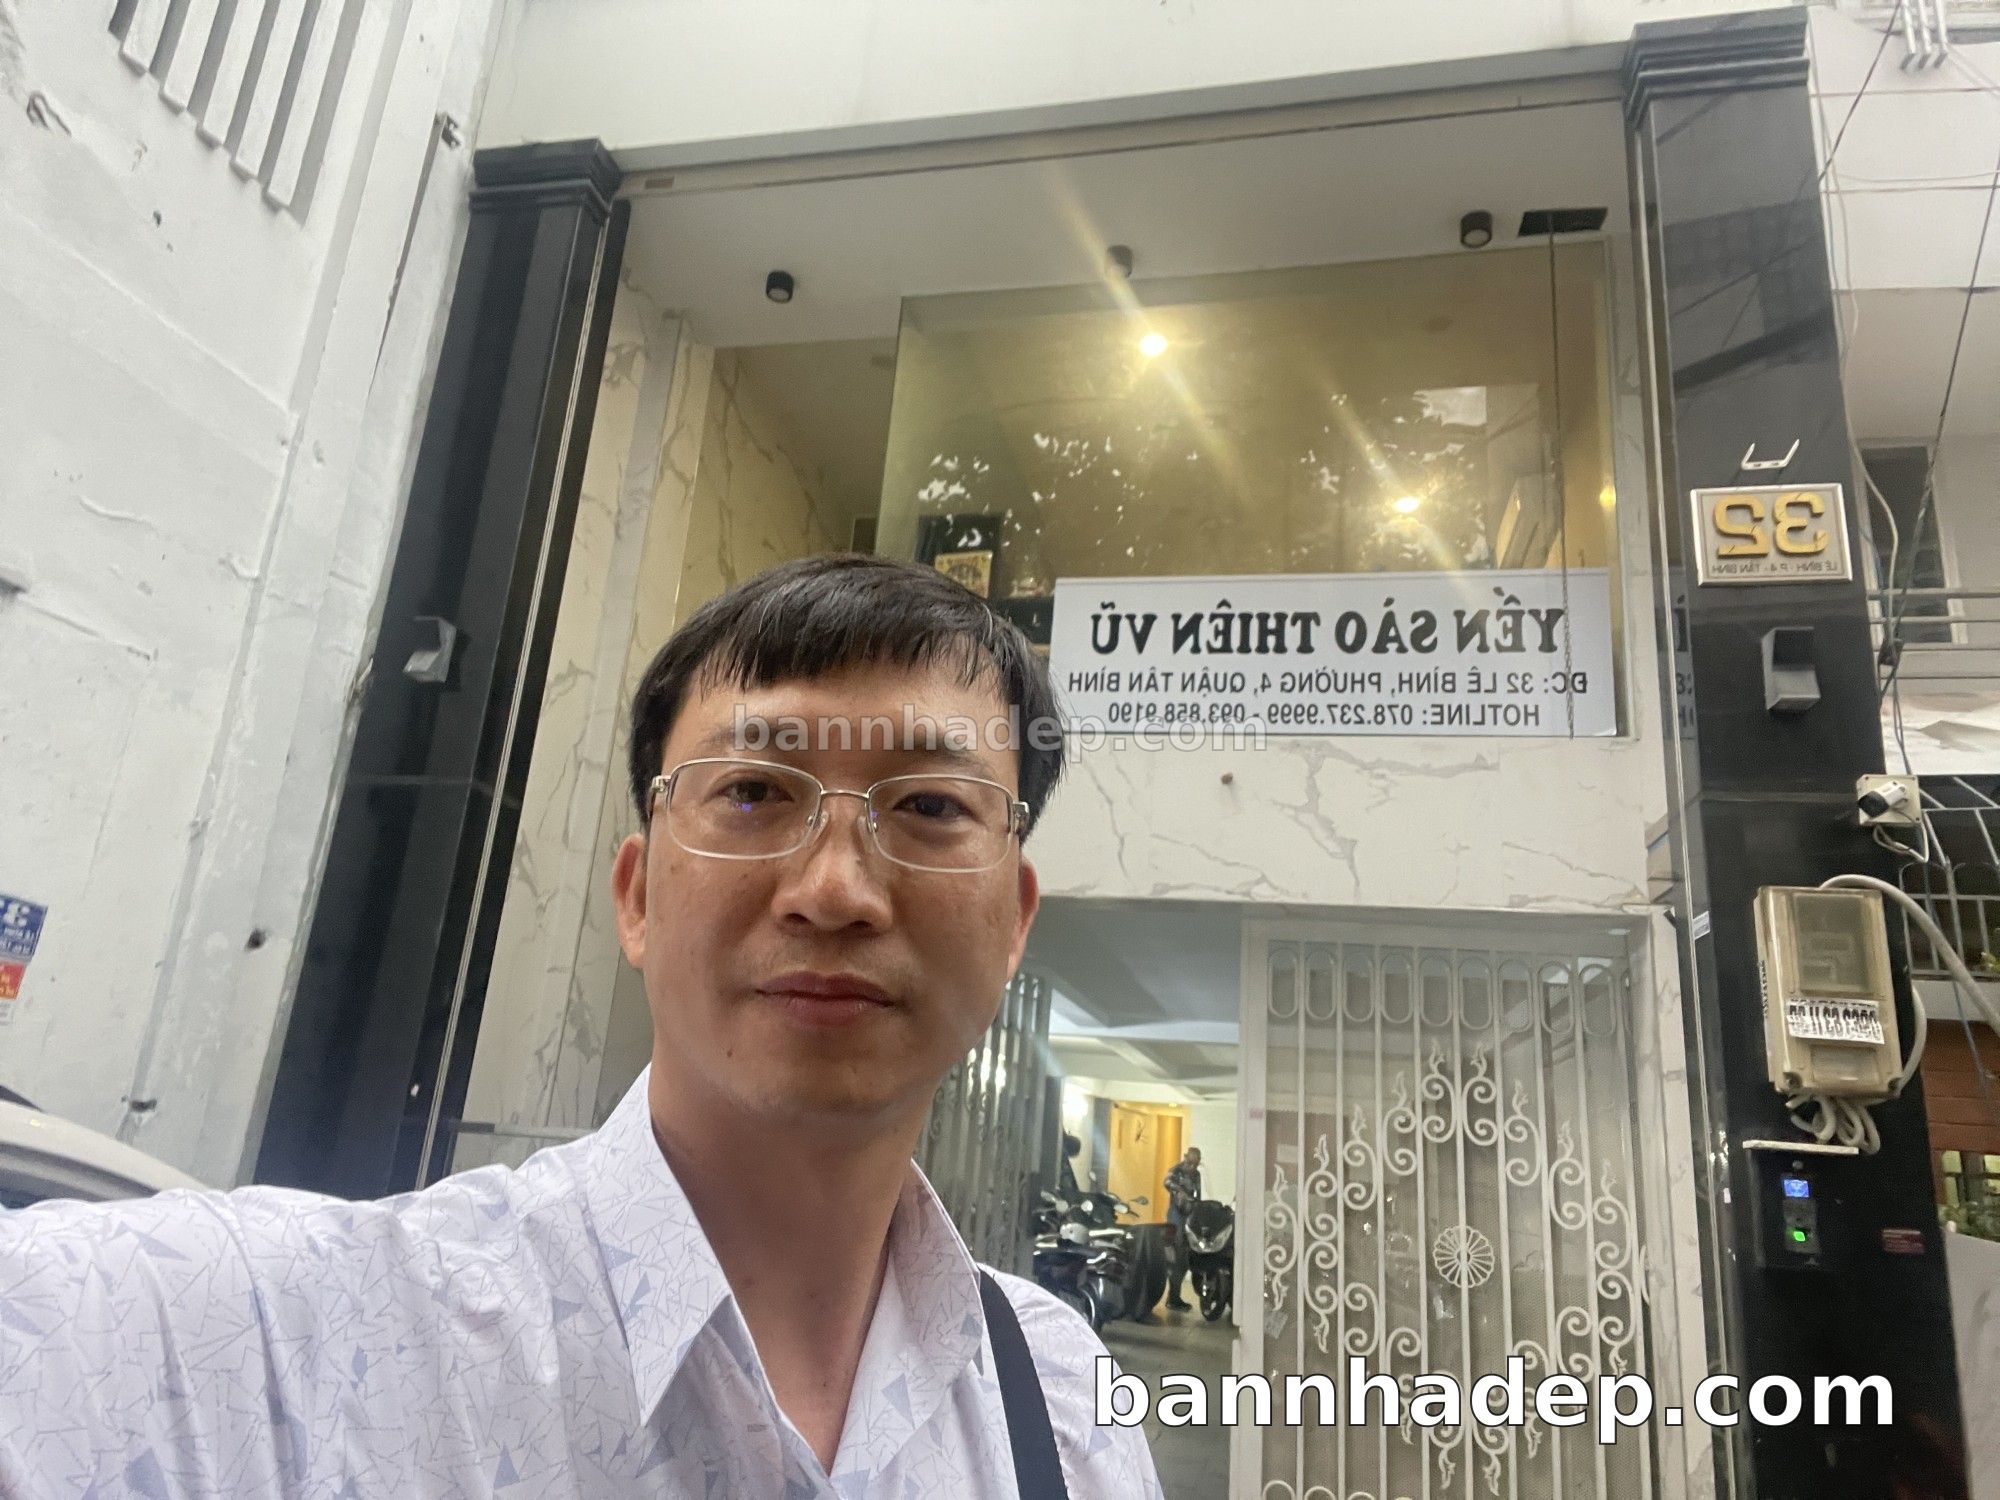 32
LÊ BÌNH - P.4 - TÂN BÌNH
YẾN SÀO THIÊN VŨ
ĐC: 32 LÊ BÌNH, PHƯỜNG 4, QUẬN TÂN BÌNH
HOTLINE: 078.237.9999 - 093.858.9190
bannhadep.com
bannhadep.com